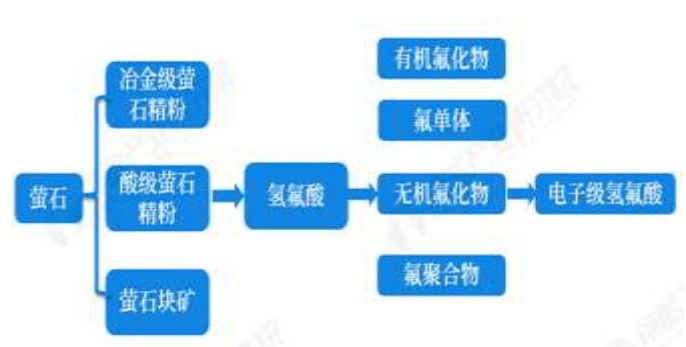 有机氟化物
冶金级萤
石精粉
氟单体
酸级萤石
精粉
萤石
氢氟酸
无机氟化物
电子级氢氟酸
氟聚合物
萤石块矿